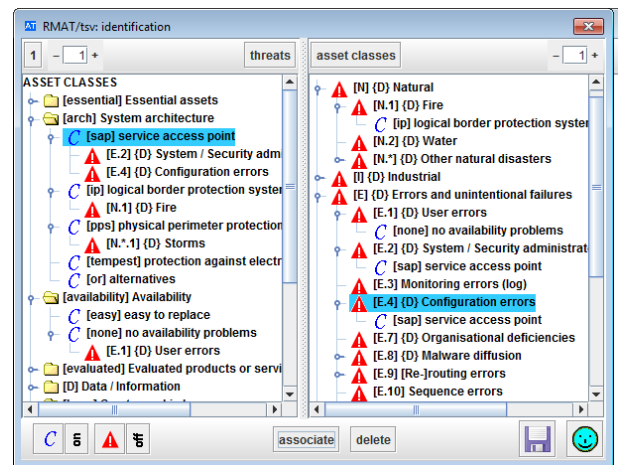 RMAT/tsv: identification
1 - 1 + threats
asset classes - 1 +
ASSET CLASSES
[essential] Essential assets
[arch] System architecture
C [sap] service access point
[E.2] {D} System / Security adm
[E.4] {D} Configuration errors
C [ip] logical border protection syster
[N.1] {D} Fire
C [pps] physical perimeter protection
[N.*.1] {D} Storms
C [tempest] protection against electr
C [or] alternatives
[availability] Availability
C [easy] easy to replace
C [none] no availability problems
[E.1] {D} User errors
[evaluated] Evaluated products or servi
[D] Data / Information
[N] {D} Natural
[N.1] {D} Fire
C [ip] logical border protection syster
[N.2] {D} Water
[N.*] {D} Other natural disasters
[I] {D} Industrial
[E] {D} Errors and unintentional failures
[E.1] {D} User errors
C [none] no availability problems
[E.2] {D} System / Security administrat
C [sap] service access point
[E.3] Monitoring errors (log)
[E.4] {D} Configuration errors
C [sap] service access point
[E.7] {D} Organisational deficiencies
[E.8] {D} Malware diffusion
[E.9] [Re-]routing errors
[E.10] Sequence errors
C associate delete